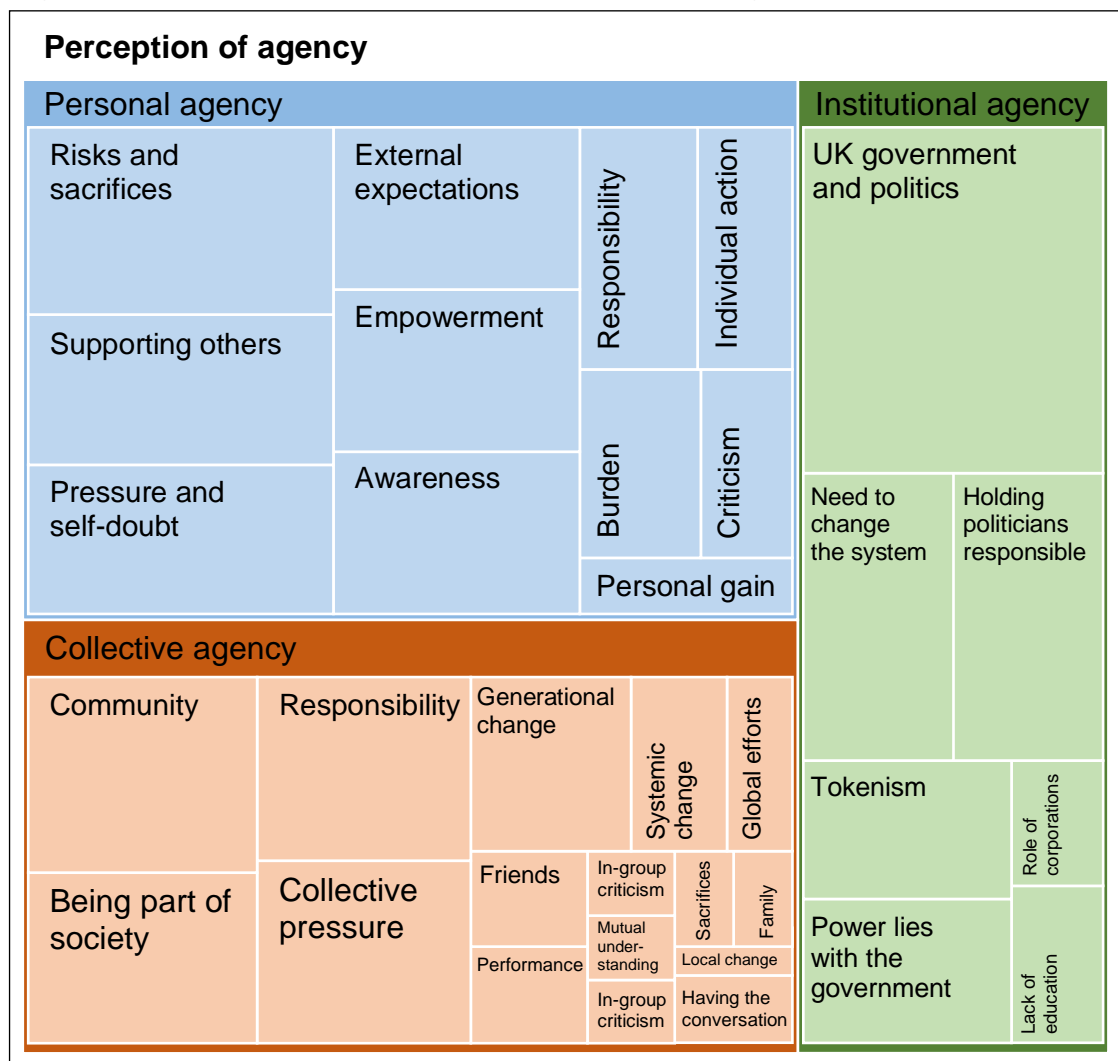 Perception of agency
Personal agency
Risks and
sacrifices
Supporting others
Pressure and
self-doubt
External
expectations
Empowerment
Awareness
Responsibility
Individual action
Burden
Criticism
Personal gain
Collective agency
Community
Being part of
society
Responsibility
Collective
pressure
Generational
change
Systemic
change
Global efforts
Friends
Performance
In-group
criticism
Mutual
under-
standing
In-group
criticism
Sacrifices
Family
Local change
Having the
conversation
Institutional agency
UK government
and politics
Need to
change
the system
Holding
politicians
responsible
Tokenism
Role of
corporations
Power lies
with the
government
Lack of
education